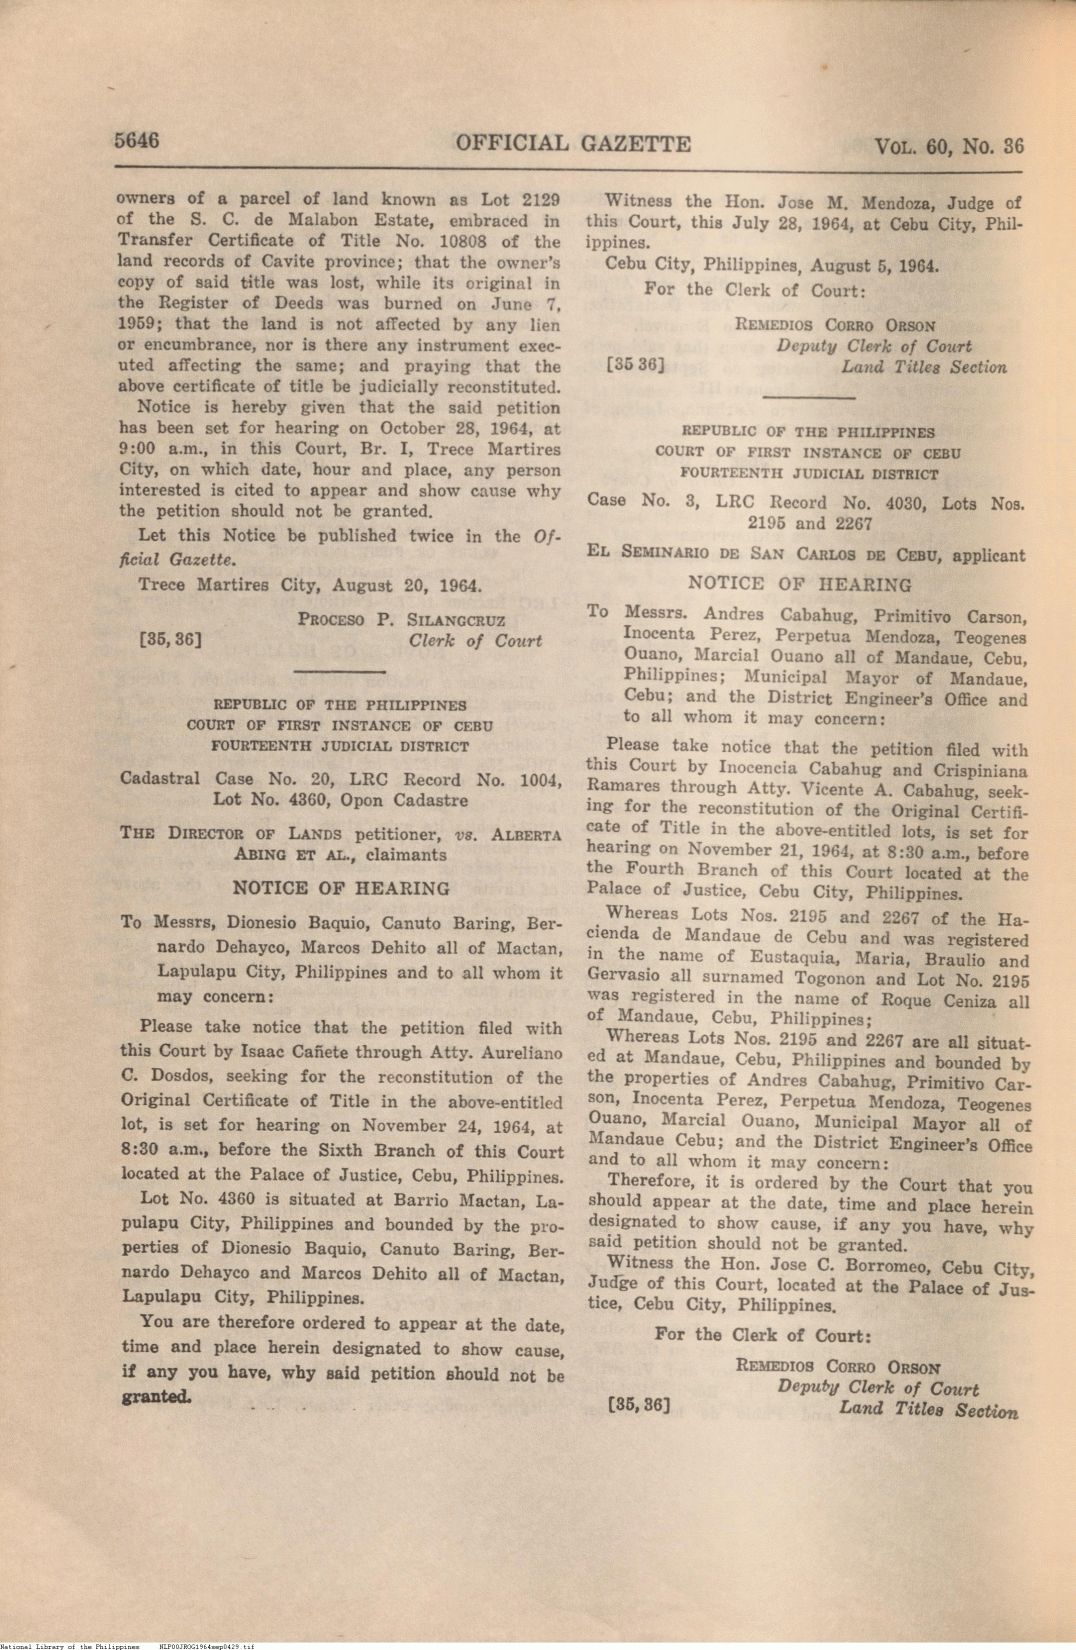 5646 OFFICIAL GAZETTE VOL. 60, No. 36
owners of a parcel of land known as Lot 2129
of the S. C. de Malabon Estate, embraced in
Transfer Certificate of Title No. 10808 of the
land records of Cavite province; that the owner's
copy of said title was lost, while its original in
the Register of Deeds was burned on June 7,
1959; that the land is not affected by any lien
or encumbrance, nor is there any instrument exec-
uted affecting the same; and praying that the
above certificate of title be judicially reconstituted.
Notice is hereby given that the said petition
has been set for hearing on October 28, 1964, at
9:00 a.m., in this Court, Br. I, Trece Martires
City, on which date, hour and place, any person
interested is cited to appear and show cause why
the petition should not be granted.
Let this Notice be published twice in the Of-
ficial Gazette.
Trece Martires City, August 20, 1964.
PROCESO P. SILANGCRUZ
[35, 36] Clerk of Court
REPUBLIC OF THE PHILIPPINES
COURT OF FIRST INSTANCE OF CEBU
FOURTEENTH JUDICIAL DISTRICT
Cadastral Case No. 20, LRC Record No. 1004,
Lot No. 4360, Opon Cadastre
THE DIRECTOR OF LANDS petitioner, vs. ALBERTA
ABING ET AL., claimants
NOTICE OF HEARING
To Messrs, Dionesio Baquio, Canuto Baring, Ber-
nardo Dehayco, Marcos Dehito all of Mactan,
Lapulapu City, Philippines and to all whom it
may concern:
Please take notice that the petition filed with
this Court by Isaac Cañete through Atty. Aureliano
C. Dosdos, seeking for the reconstitution of the
Original Certificate of Title in the above-entitled
lot, is set for hearing on November 24, 1964, at
8:30 a.m., before the Sixth Branch of this Court
located at the Palace of Justice, Cebu, Philippines.
Lot No. 4360 is situated at Barrio Mactan, La-
pulapu City, Philippines and bounded by the pro-
perties of Dionesio Baquio, Canuto Baring, Ber-
nardo Dehayco and Marcos Dehito all of Mactan,
Lapulapu City, Philippines.
You are therefore ordered to appear at the date,
time and place herein designated to show cause,
if any you have, why said petition should not be
granted.
Witness the Hon. Jose M. Mendoza, Judge of
this Court, this July 28, 1964, at Cebu City, Phil-
ippines.
Cebu City, Philippines, August 5, 1964.
For the Clerk of Court:
REMEDIOS CORRO ORSON
Deputy Clerk of Court
[35 36] Land Titles Section
REPUBLIC OF THE PHILIPPINES
COURT OF FIRST INSTANCE OF CEBU
FOURTEENTH JUDICIAL DISTRICT
Case No. 3, LRC Record No. 4030, Lots Nos.
2195 and 2267
EL SEMINARIO DE SAN CARLOS DE CEBU, applicant
NOTICE OF HEARING
To Messrs. Andres Cabahug, Primitivo Carson,
Inocenta Perez, Perpetua Mendoza, Teogenes
Ouano, Marcial Ouano all of Mandaue, Cebu,
Philippines; Municipal Mayor of Mandaue,
Cebu; and the District Engineer's Office and
to all whom it may concern:
Please take notice that the petition filed with
this Court by Inocencia Cabahug and Crispiniana
Ramares through Atty. Vicente A. Cabahug, seek-
ing for the reconstitution of the Original Certifi-
cate of Title in the above-entitled lots, is set for
hearing on November 21, 1964, at 8:30 a.m., before
the Fourth Branch of this Court located at the
Palace of Justice, Cebu City, Philippines.
Whereas Lots Nos. 2195 and 2267 of the Ha-
cienda de Mandaue de Cebu and was registered
in the name of Eustaquia, Maria, Braulio and
Gervasio all surnamed Togonon and Lot No. 2195
was registered in the name of Roque Ceniza all
of Mandaue, Cebu, Philippines;
Whereas Lots Nos. 2195 and 2267 are all situat-
ed at Mandaue, Cebu, Philippines and bounded by
the properties of Andres Cabahug, Primitivo Car-
son, Inocenta Perez, Perpetua Mendoza, Teogenes
Ouano, Marcial Ouano, Municipal Mayor all of
Mandaue Cebu; and the District Engineer's Office
and to all whom it may concern:
Therefore, it is ordered by the Court that you
should appear at the date, time and place herein
designated to show cause, if any you have, why
said petition should not be granted.
Witness the Hon. Jose C. Borromeo, Cebu City,
Judge of this Court, located at the Palace of Jus-
tice, Cebu City, Philippines.
For the Clerk of Court:
REMEDIOS CORRO ORSON
Deputy Clerk of Court
[35, 36] Land Titles Section
National Library of the Philippines NLP00JROG1964sep0429.tif